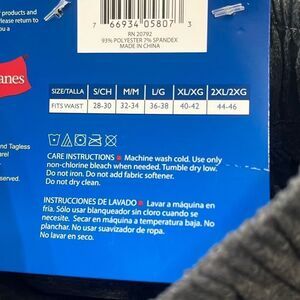 r products and
Please return to
93% a
7 66934 05807 3
RN 20792
93% POLYESTER 7% SPANDEX
MADE IN CHINA
anes
SIZE/TALLA S/CH M/M L/G XL/XG 2XL/2XG
FITS WAIST 28-30 32-34 36-38 40-42 44-46
nd Tagless
arel
s.
CARE INSTRUCTIONS Machine wash cold. Use only
non-chlorine bleach when needed. Tumble dry low.
Do not iron. Do not add fabric softener.
Do not dry clean.
INSTRUCCIONES DE LAVADO Lavar a máquina en
fría. Sólo usar blanqueador sin cloro cuando se
necesite. Secar en máquina a temperatura baja. No
planchar. No usar suavizador de ropa.
No lavar en seco.